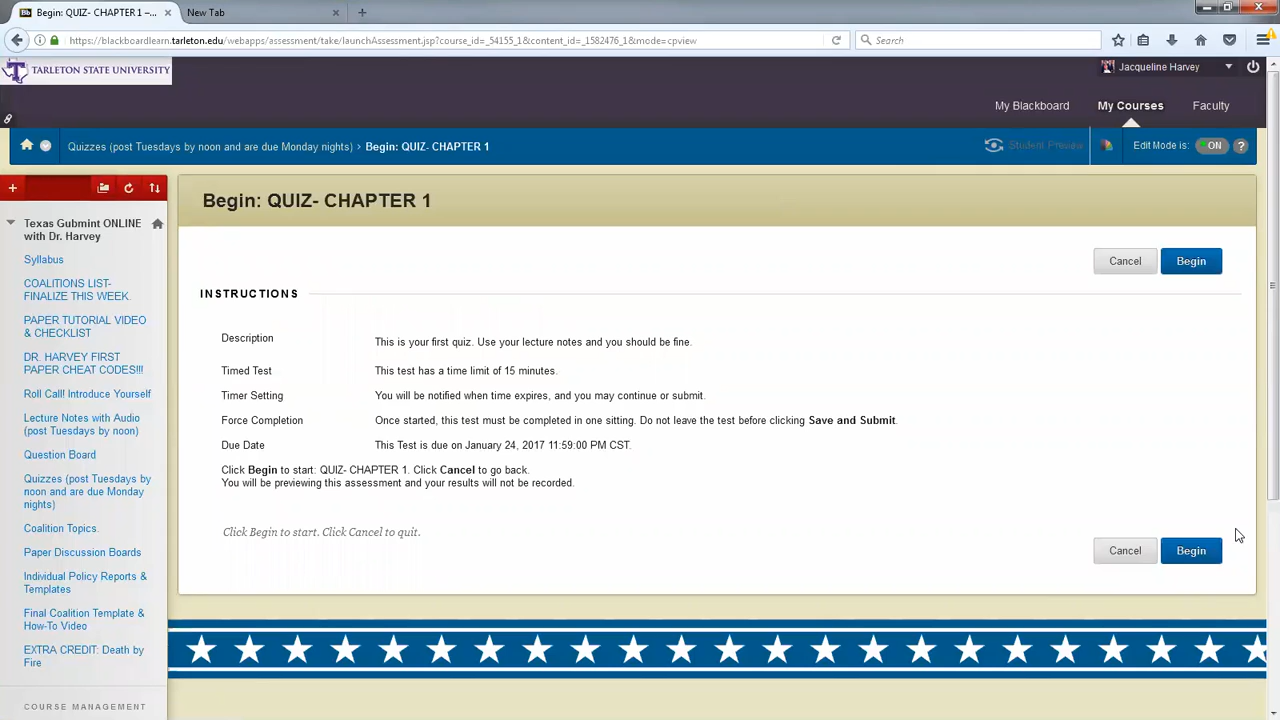 Begin: QUIZ- CHAPTER 1 –...
New Tab
https://blackboardlearn.tarleton.edu/webapps/assessment/take/launchAssessment.jsp?course_id=_54155_1&content_id=_1582476_1&mode=cpview
Search
TARLETON STATE UNIVERSITY
Jacqueline Harvey
My Blackboard
My Courses
Faculty
Quizzes (post Tuesdays by noon and are due Monday nights) › Begin: QUIZ- CHAPTER 1
Student Preview
Edit Mode is: ON ?
Texas Gubmint ONLINE
with Dr. Harvey
Syllabus
COALITIONS LIST-
FINALIZE THIS WEEK.
PAPER TUTORIAL VIDEO
& CHECKLIST
DR. HARVEY FIRST
PAPER CHEAT CODES!!!
Roll Call! Introduce Yourself
Lecture Notes with Audio
(post Tuesdays by noon)
Question Board
Quizzes (post Tuesdays by
noon and are due Monday
nights)
Coalition Topics.
Paper Discussion Boards
Individual Policy Reports &
Templates
Final Coalition Template &
How-To Video
EXTRA CREDIT: Death by
Fire
COURSE MANAGEMENT
Begin: QUIZ- CHAPTER 1
Cancel
Begin
INSTRUCTIONS
Description This is your first quiz. Use your lecture notes and you should be fine.
Timed Test This test has a time limit of 15 minutes.
Timer Setting You will be notified when time expires, and you may continue or submit.
Force Completion Once started, this test must be completed in one sitting. Do not leave the test before clicking Save and Submit.
Due Date This Test is due on January 24, 2017 11:59:00 PM CST.
Click Begin to start: QUIZ- CHAPTER 1. Click Cancel to go back.
You will be previewing this assessment and your results will not be recorded.
Click Begin to start. Click Cancel to quit.
Cancel
Begin